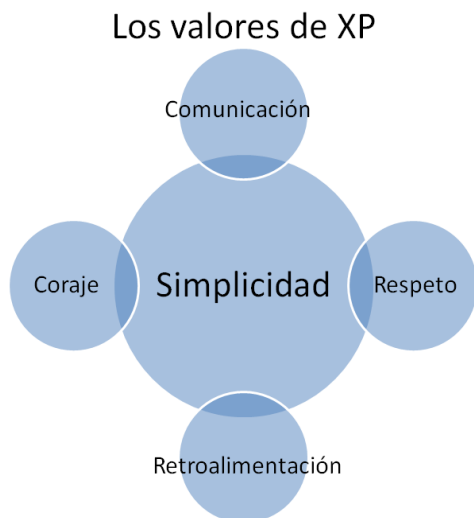 Los valores de XP
Comunicación
Coraje
Simplicidad
Respeto
Retroalimentación